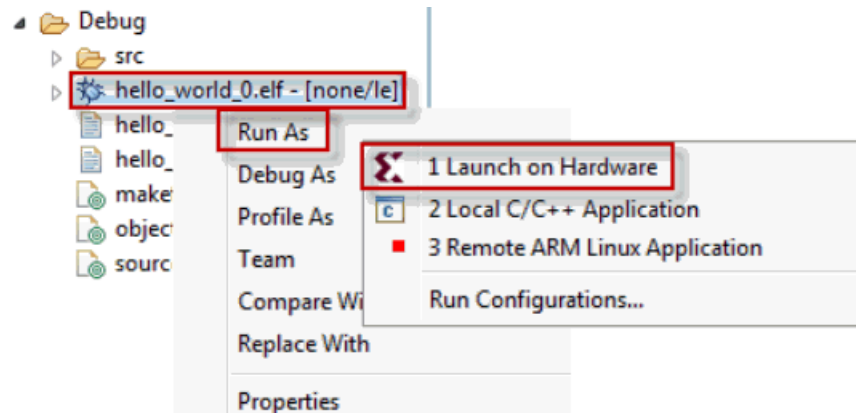 Debug
src
hello_world_0.elf - [none/le]
hello_
hello_
make
object
sourc
Run As
Debug As
Profile As
Team
Compare Wi
Replace With
Properties
1 Launch on Hardware
2 Local C/C++ Application
3 Remote ARM Linux Application
Run Configurations...